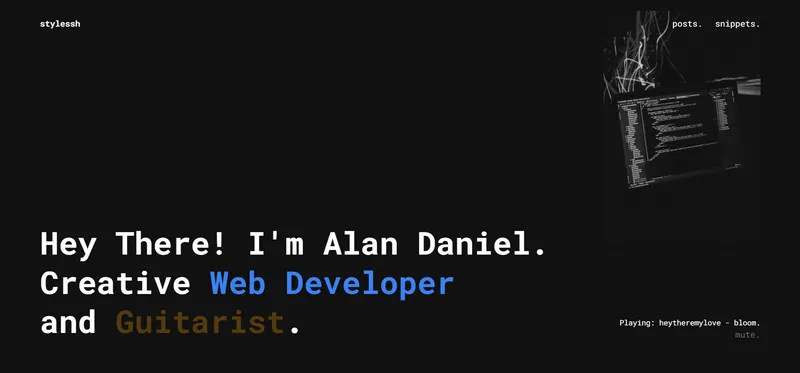 stylessh
posts. snippets.
Hey There! I'm Alan Daniel.
Creative Web Developer
and Guitarist.
Playing: heytheremylove - bloom.
mute.